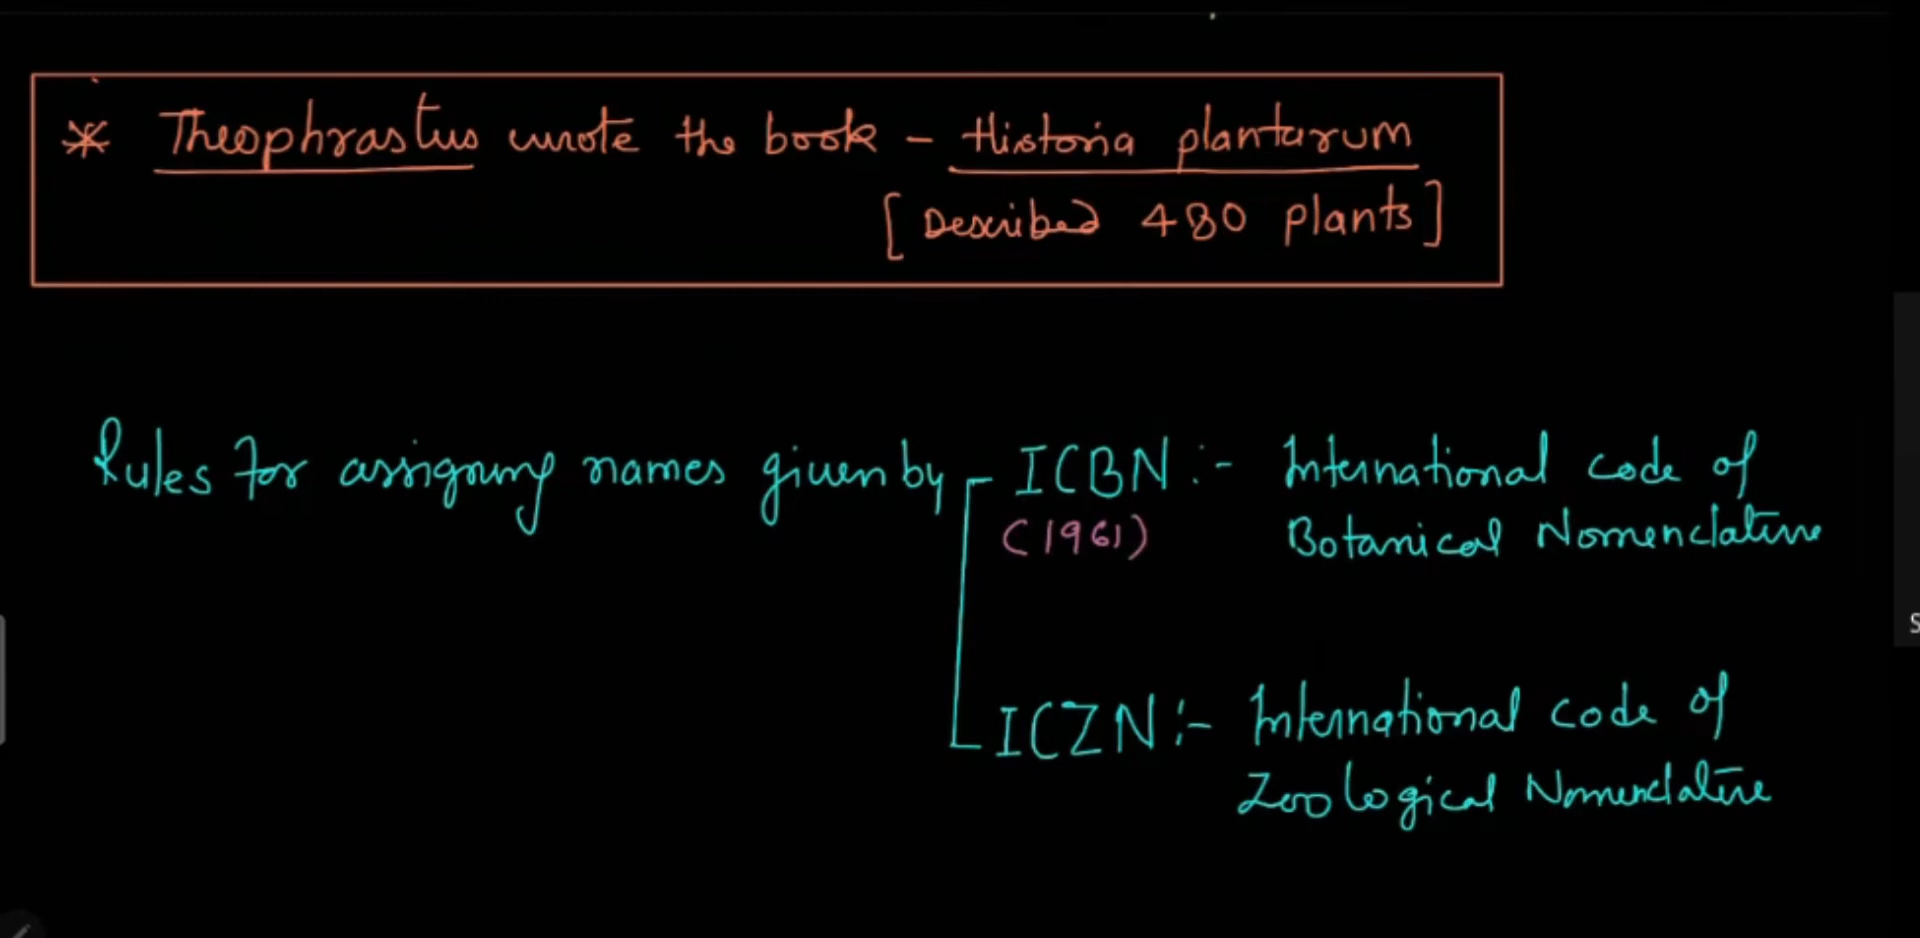 * Theophrastus wrote the book - Historia plantarum
[Described 480 plants]
Rules for assigning names given by ICBN :- International code of
(1961) Botanical Nomenclature
ICZN :- International code of
Zoological Nomenclature
S